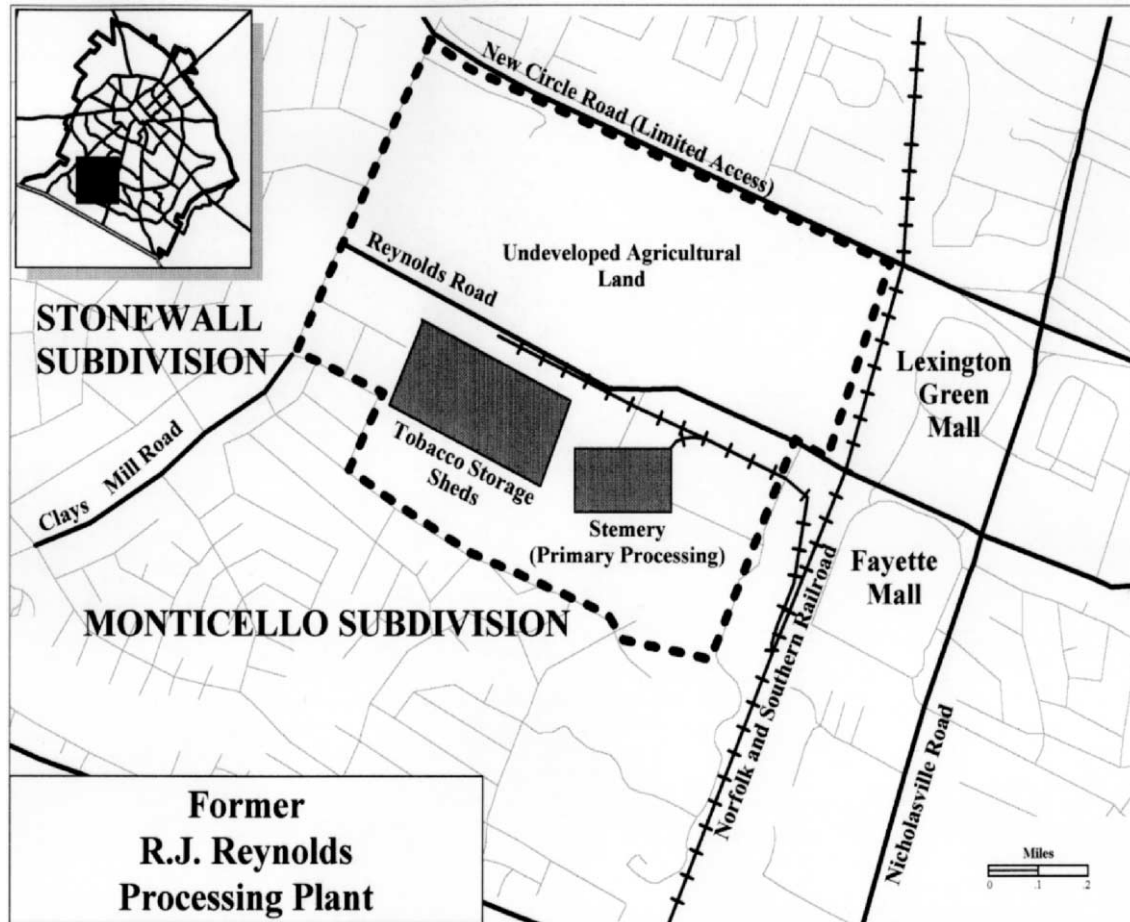 New Circle Road (Limited Access)
Undeveloped Agricultural
Land
Reynolds Road
STONEWALL
SUBDIVISION
Lexington
Green
Mall
Tobacco Storage
Sheds
Clays Mill Road
Stemery
(Primary Processing)
Fayette
Mall
MONTICELLO SUBDIVISION
Norfolk and Southern Railroad
Nicholasville Road
Former
R.J. Reynolds
Processing Plant
Miles
0 .1 .2